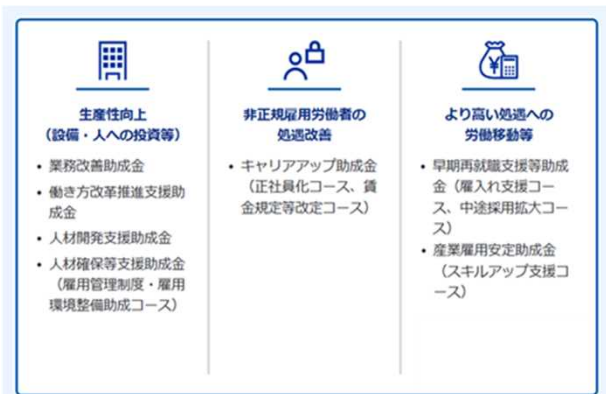 生産性向上
（設備・人への投資等）
• 業務改善助成金
• 働き方改革推進支援助
成金
• 人材開発支援助成金
• 人材確保等支援助成金
（雇用管理制度・雇用
環境整備助成コース）
非正規雇用労働者の
処遇改善
• キャリアアップ助成金
（正社員化コース、賃
金規定等改定コース）
より高い処遇への
労働移動等
• 早期再就職支援等助成
金（雇入れ支援コー
ス、中途採用拡大コー
ス）
• 産業雇用安定助成金
（スキルアップ支援コ
ース）